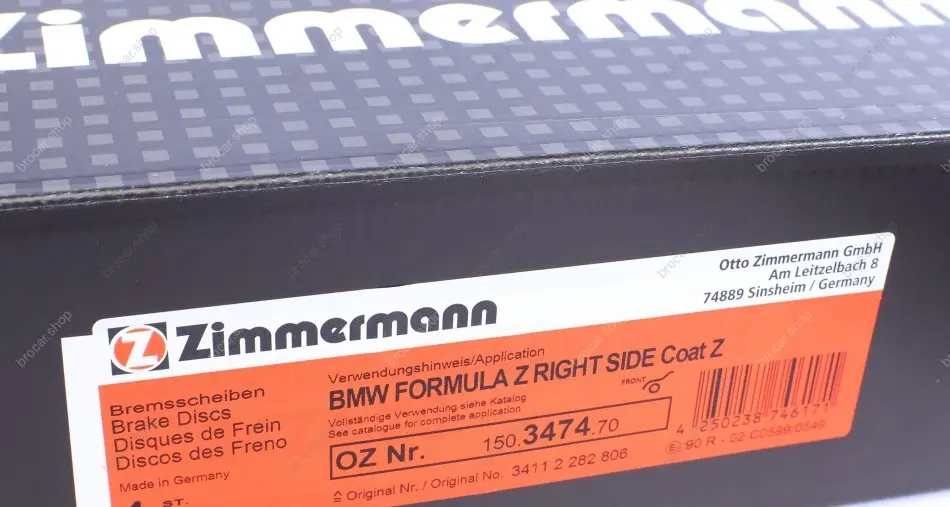 Zimmermann
Otto Zimmermann GmbH
Am Leitzelbach 8
74889 Sinsheim / Germany
Z Zimmermann
Bremsscheiben
Brake Discs
Disques de Frein
Discos des Freno
Made in Germany
ST.
Verwendungshinweis/Application
BMW FORMULA Z RIGHT SIDE Coat Z
Vollständige Verwendung siehe Katalog
See catalogue for complete application
FRONT
OZ Nr. 150.3474.70
≙ Original Nr. / Original No. 3411 2 282 806
4 250238 746171
90 R - 02 C0599/0549
brocar.shop